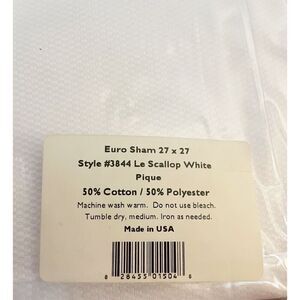 Euro Sham 27 x 27
Style #3844 Le Scallop White
Pique
50% Cotton / 50% Polyester
Machine wash warm. Do not use bleach.
Tumble dry, medium. Iron as needed.
Made in USA
8 28453 01504 6